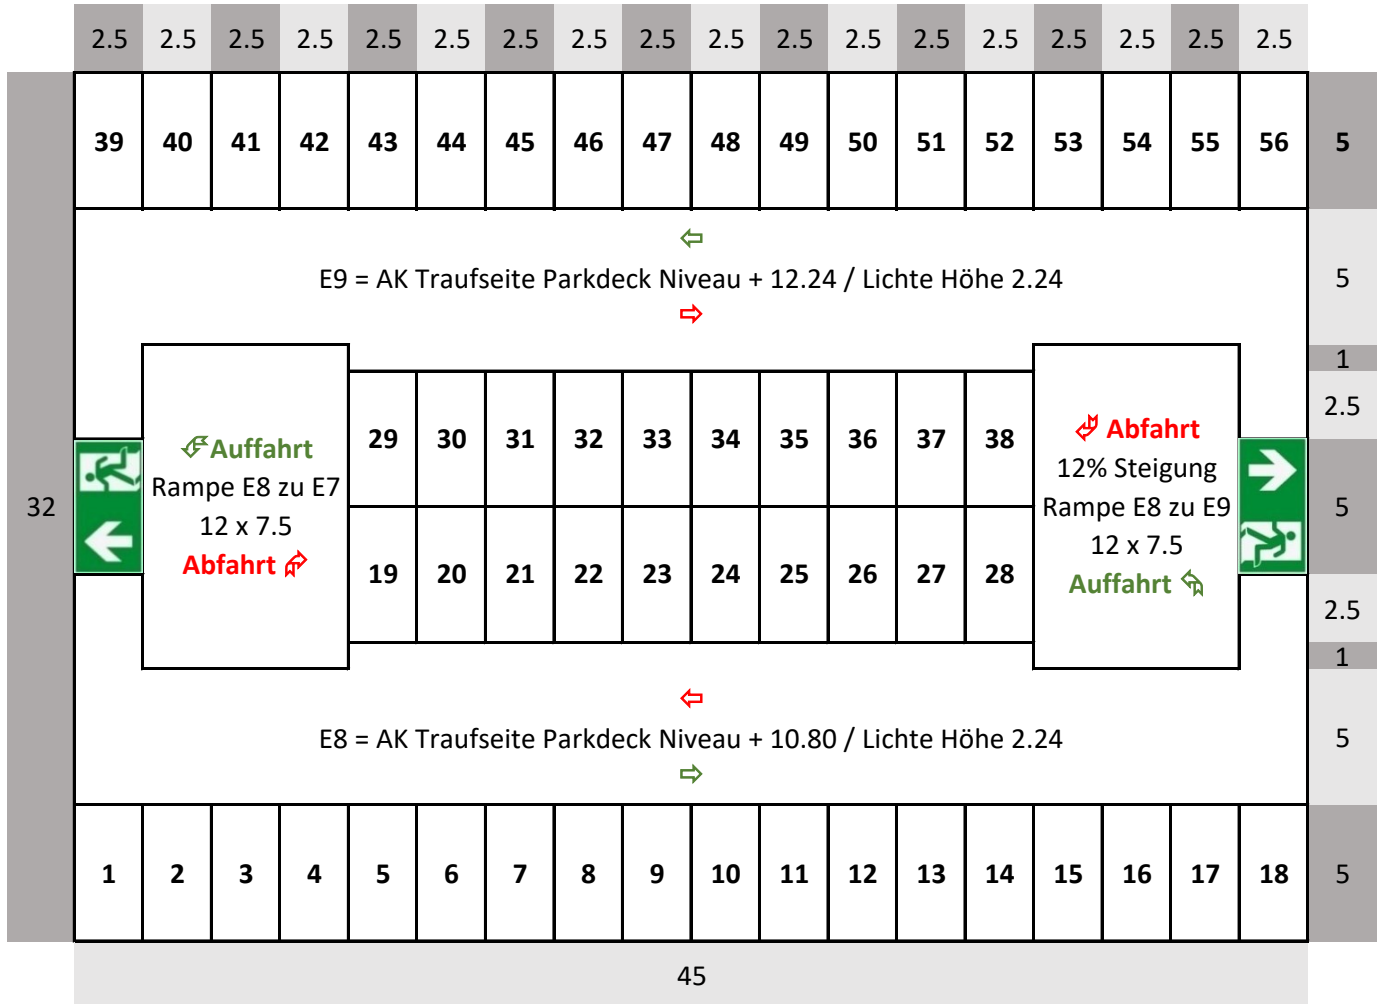 2.5 2.5 2.5 2.5 2.5 2.5 2.5 2.5 2.5 2.5 2.5 2.5 2.5 2.5 2.5 2.5 2.5 2.5
39 40 41 42 43 44 45 46 47 48 49 50 51 52 53 54 55 56 5
E9 = AK Traufseite Parkdeck Niveau + 12.24 / Lichte Höhe 2.24
5
1
2.5
29 30 31 32 33 34 35 36 37 38
Auffahrt
Rampe E8 zu E7
12 x 7.5
Abfahrt
Abfahrt
12% Steigung
Rampe E8 zu E9
12 x 7.5
Auffahrt
32
5
19 20 21 22 23 24 25 26 27 28
2.5
1
E8 = AK Traufseite Parkdeck Niveau + 10.80 / Lichte Höhe 2.24
5
1 2 3 4 5 6 7 8 9 10 11 12 13 14 15 16 17 18 5
45